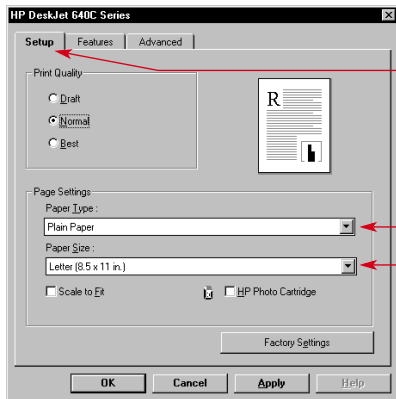 HP DeskJet 640C Series
Setup Features Advanced
Print Quality
Draft
Normal
Best
R
Page Settings
Paper Type :
Plain Paper
Paper Size :
Letter (8.5 x 11 in.)
Scale to Fit HP Photo Cartridge
Factory Settings
OK Cancel Apply Help